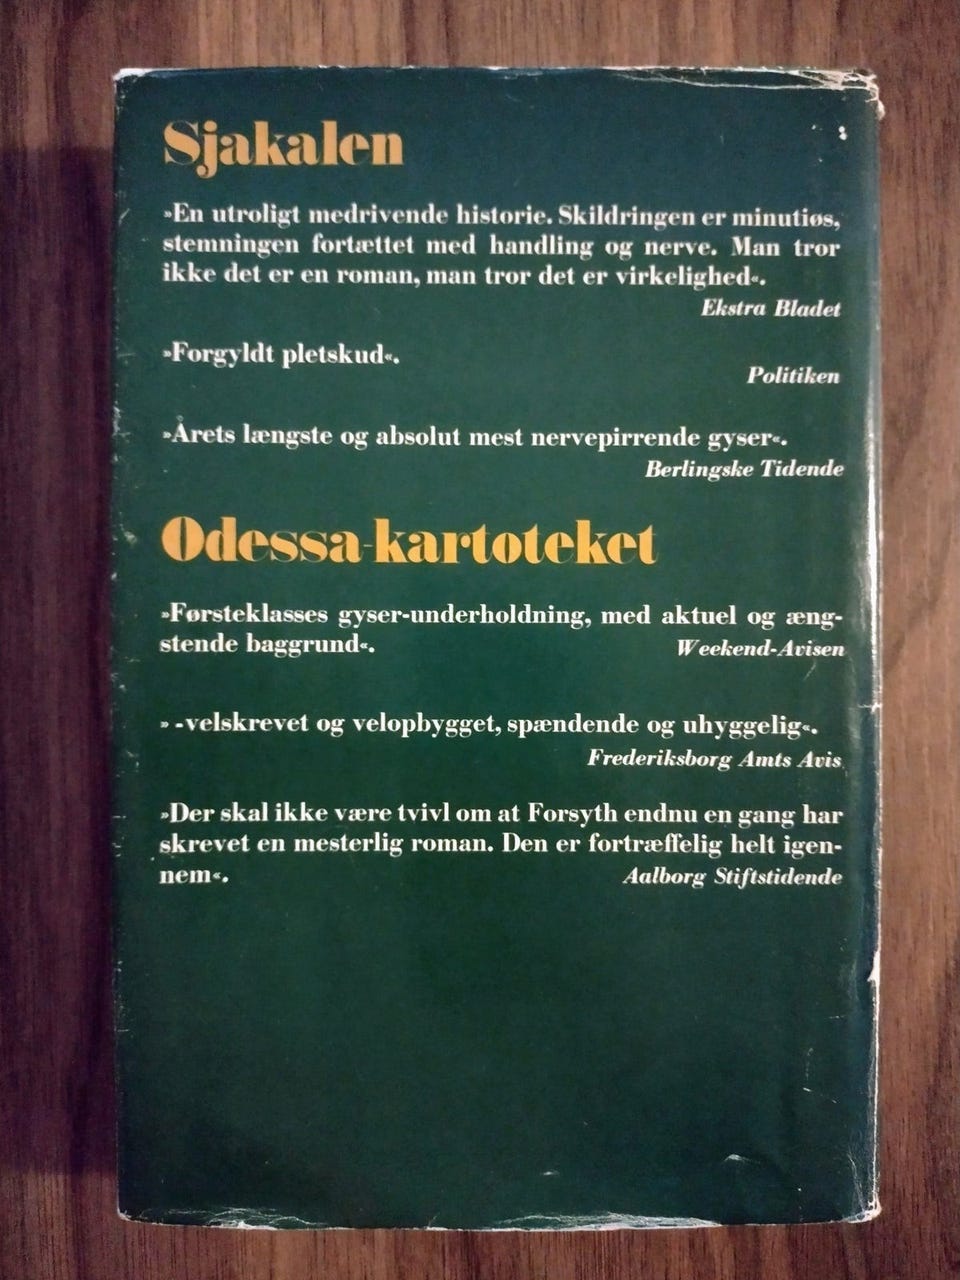 Sjakalen
»En utroligt medrivende historie. Skildringen er minutiøs,
stemningen fortættet med handling og nerve. Man tror
ikke det er en roman, man tror det er virkelighed«.
Ekstra Bladet
»Forgyldt pletskud«.
Politiken
»Årets længste og absolut mest nervepirrende gyser«.
Berlingske Tidende
Odessa-kartoteket
»Førsteklasses gyser-underholdning, med aktuel og æng-
stende baggrund«. Weekend-Avisen
» -velskrevet og velopbygget, spændende og uhyggelig«.
Frederiksborg Amts Avis
»Der skal ikke være tvivl om at Forsyth endnu en gang har
skrevet en mesterlig roman. Den er fortræffelig helt igen-
nem«. Aalborg Stiftstidende